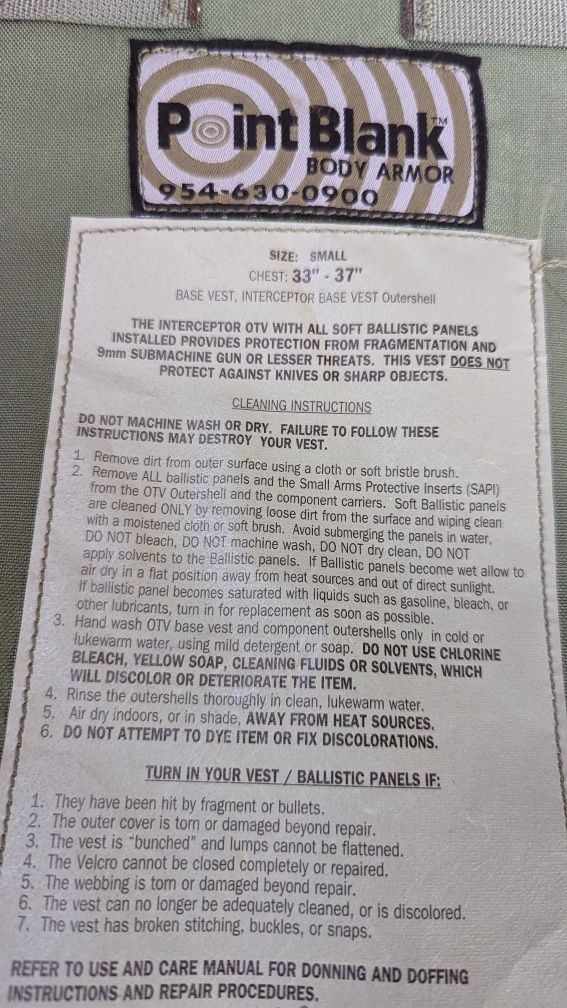 Point Blank™
BODY ARMOR
954-630-0900
SIZE: SMALL
CHEST: 33" - 37"
BASE VEST, INTERCEPTOR BASE VEST Outershell
THE INTERCEPTOR OTV WITH ALL SOFT BALLISTIC PANELS
INSTALLED PROVIDES PROTECTION FROM FRAGMENTATION AND
9mm SUBMACHINE GUN OR LESSER THREATS. THIS VEST DOES NOT
PROTECT AGAINST KNIVES OR SHARP OBJECTS.
CLEANING INSTRUCTIONS
DO NOT MACHINE WASH OR DRY. FAILURE TO FOLLOW THESE
INSTRUCTIONS MAY DESTROY YOUR VEST.
1. Remove dirt from outer surface using a cloth or soft bristle brush.
2. Remove ALL ballistic panels and the Small Arms Protective Inserts (SAPI)
from the OTV Outershell and the component carriers. Soft Ballistic panels
are cleaned ONLY by removing loose dirt from the surface and wiping clean
with a moistened cloth or soft brush. Avoid submerging the panels in water,
DO NOT bleach, DO NOT machine wash, DO NOT dry clean, DO NOT
apply solvents to the Ballistic panels. If Ballistic panels become wet allow to
air dry in a flat position away from heat sources and out of direct sunlight.
If ballistic panel becomes saturated with liquids such as gasoline, bleach, or
other lubricants, turn in for replacement as soon as possible.
3. Hand wash OTV base vest and component outershells only in cold or
lukewarm water, using mild detergent or soap. DO NOT USE CHLORINE
BLEACH, YELLOW SOAP, CLEANING FLUIDS OR SOLVENTS, WHICH
WILL DISCOLOR OR DETERIORATE THE ITEM.
4. Rinse the outershells thoroughly in clean, lukewarm water.
5. Air dry indoors, or in shade, AWAY FROM HEAT SOURCES.
6. DO NOT ATTEMPT TO DYE ITEM OR FIX DISCOLORATIONS.
TURN IN YOUR VEST / BALLISTIC PANELS IF:
1. They have been hit by fragment or bullets.
2. The outer cover is torn or damaged beyond repair.
3. The vest is "bunched" and lumps cannot be flattened.
4. The Velcro cannot be closed completely or repaired.
5. The webbing is torn or damaged beyond repair.
6. The vest can no longer be adequately cleaned, or is discolored.
7. The vest has broken stitching, buckles, or snaps.
REFER TO USE AND CARE MANUAL FOR DONNING AND DOFFING
INSTRUCTIONS AND REPAIR PROCEDURES.